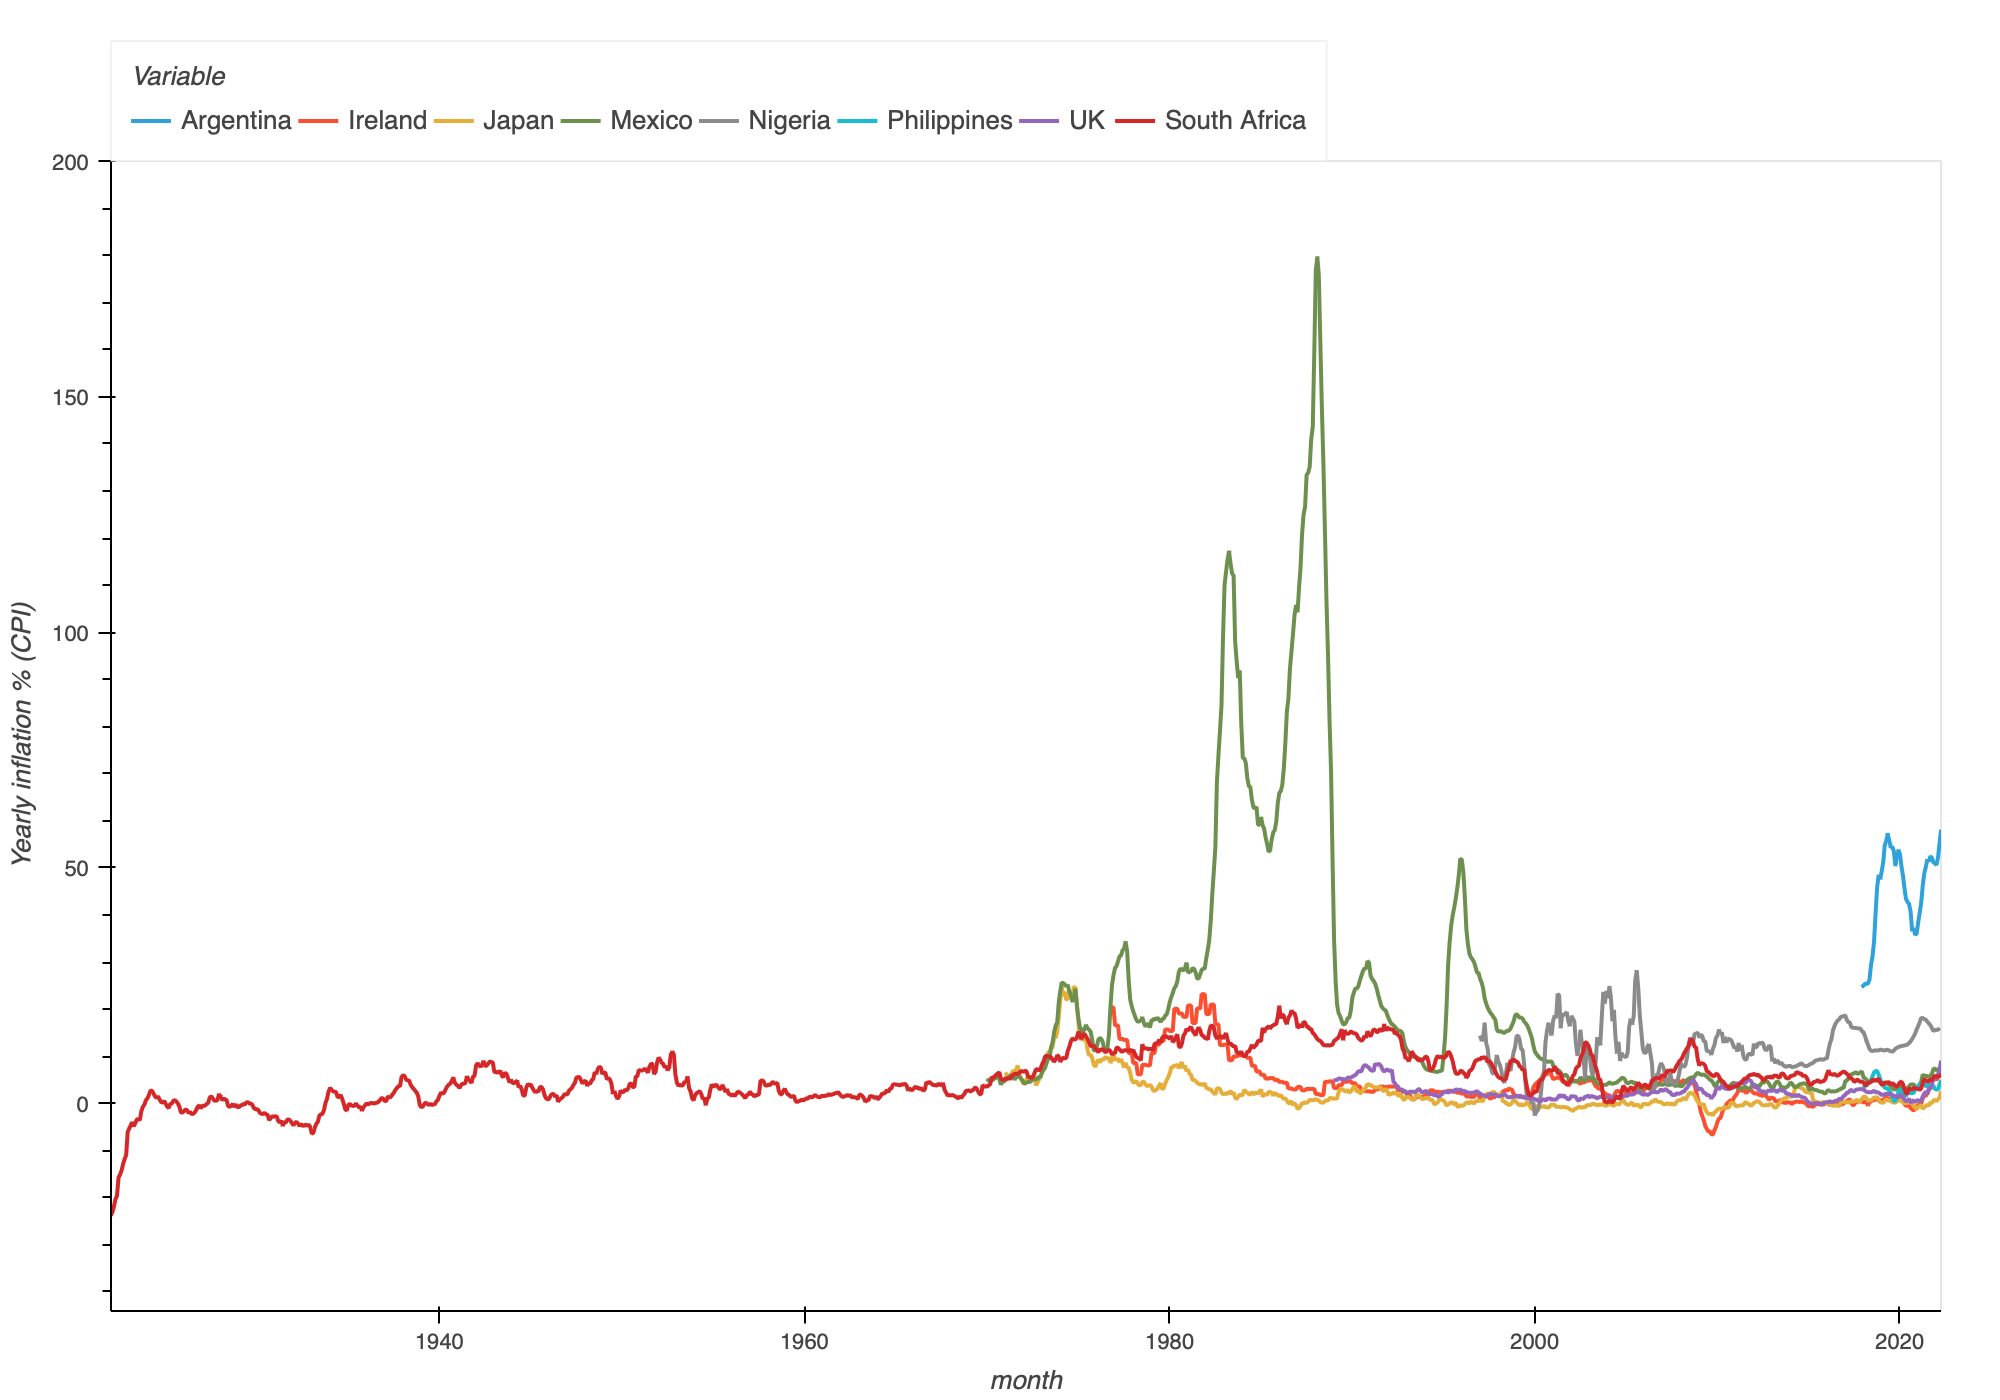 Variable
Argentina Ireland Japan Mexico Nigeria Philippines UK South Africa
200
150
100
50
0
Yearly inflation % (CPI)
1940 1960 1980 2000 2020
month